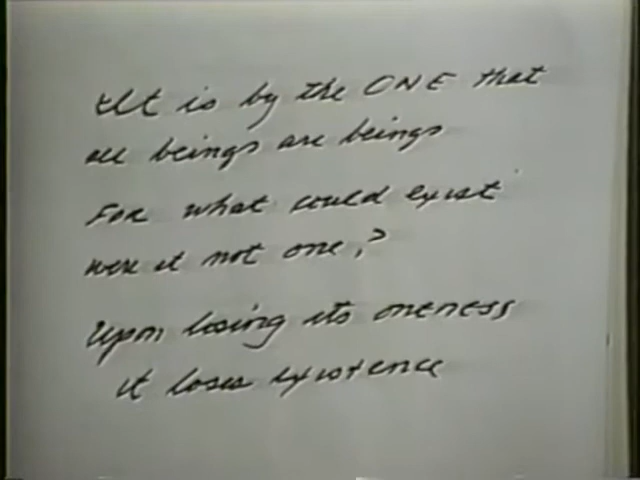 It is by the ONE that
all beings are beings
For what could exist
were it not one,?
Upon losing its oneness
it loses existence